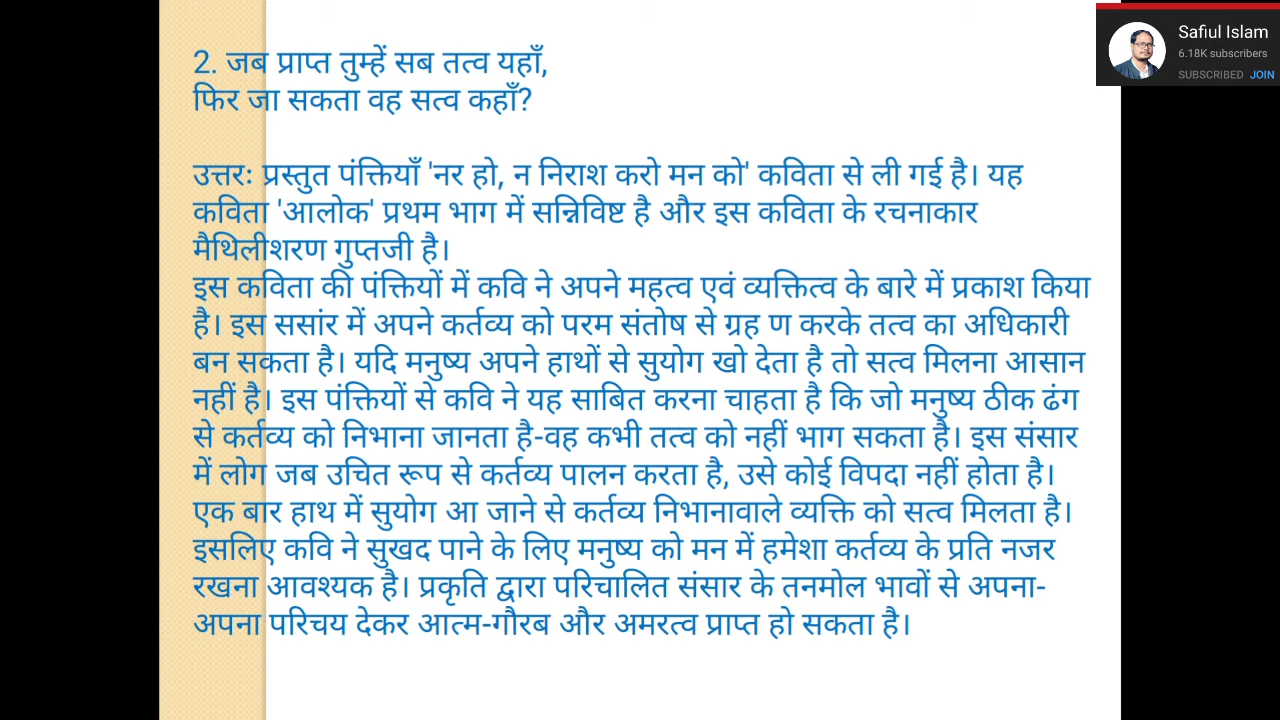 Safiul Islam
6.18K subscribers
SUBSCRIBED JOIN
2. जब प्राप्त तुम्हें सब तत्व यहाँ,
फिर जा सकता वह सत्व कहाँ?
उत्तरः प्रस्तुत पंक्तियाँ 'नर हो, न निराश करो मन को' कविता से ली गई है। यह
कविता 'आलोक' प्रथम भाग में सन्निविष्ट है और इस कविता के रचनाकार
मैथिलीशरण गुप्तजी है।
इस कविता की पंक्तियों में कवि ने अपने महत्व एवं व्यक्तित्व के बारे में प्रकाश किया
है। इस ससांर में अपने कर्तव्य को परम संतोष से ग्रह ण करके तत्व का अधिकारी
बन सकता है। यदि मनुष्य अपने हाथों से सुयोग खो देता है तो सत्व मिलना आसान
नहीं है। इस पंक्तियों से कवि ने यह साबित करना चाहता है कि जो मनुष्य ठीक ढंग
से कर्तव्य को निभाना जानता है-वह कभी तत्व को नहीं भाग सकता है। इस संसार
में लोग जब उचित रूप से कर्तव्य पालन करता है, उसे कोई विपदा नहीं होता है।
एक बार हाथ में सुयोग आ जाने से कर्तव्य निभानावाले व्यक्ति को सत्व मिलता है।
इसलिए कवि ने सुखद पाने के लिए मनुष्य को मन में हमेशा कर्तव्य के प्रति नजर
रखना आवश्यक है। प्रकृति द्वारा परिचालित संसार के तनमोल भावों से अपना-
अपना परिचय देकर आत्म-गौरब और अमरत्व प्राप्त हो सकता है।